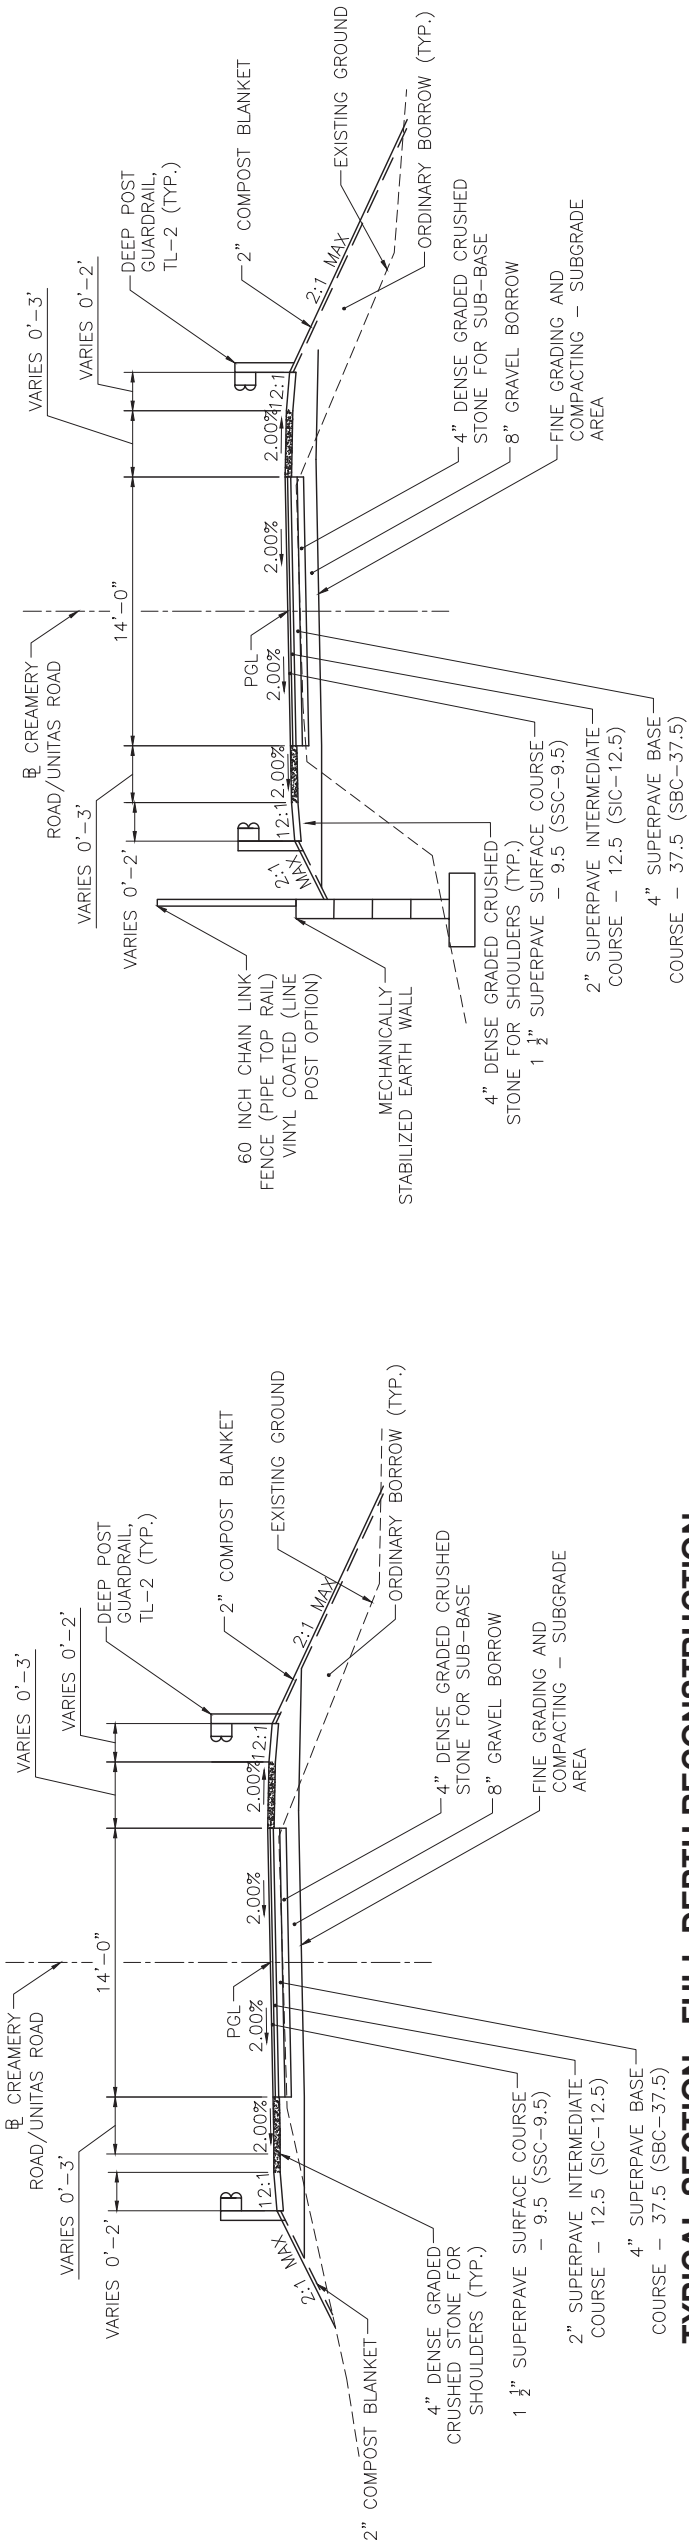 ℄ CREAMERY
ROAD/UNITAS ROAD
14'-0"
VARIES 0'-3'
VARIES 0'-2'
VARIES 0'-3'
VARIES 0'-2'
DEEP POST
GUARDRAIL,
TL-2 (TYP.)
2" COMPOST BLANKET
EXISTING GROUND
ORDINARY BORROW (TYP.)
PGL
12:1
2.00%
2.00%
2.00%
2.00%
12:1
2:1 MAX
2:1 MAX
4" DENSE GRADED CRUSHED
STONE FOR SUB-BASE
8" GRAVEL BORROW
FINE GRADING AND
COMPACTING - SUBGRADE
AREA
2" COMPOST BLANKET
4" DENSE GRADED
CRUSHED STONE FOR
SHOULDERS (TYP.)
1 1/2" SUPERPAVE SURFACE COURSE
- 9.5 (SSC-9.5)
2" SUPERPAVE INTERMEDIATE
COURSE - 12.5 (SIC-12.5)
4" SUPERPAVE BASE
COURSE - 37.5 (SBC-37.5)
℄ CREAMERY
ROAD/UNITAS ROAD
14'-0"
VARIES 0'-3'
VARIES 0'-2'
VARIES 0'-3'
VARIES 0'-2'
DEEP POST
GUARDRAIL,
TL-2 (TYP.)
2" COMPOST BLANKET
EXISTING GROUND
ORDINARY BORROW (TYP.)
PGL
12:1
2.00%
2.00%
2.00%
2.00%
12:1
2:1
MAX
2:1 MAX
60 INCH CHAIN LINK
FENCE (PIPE TOP RAIL)
VINYL COATED (LINE
POST OPTION)
MECHANICALLY
STABILIZED EARTH WALL
4" DENSE GRADED CRUSHED
STONE FOR SUB-BASE
8" GRAVEL BORROW
FINE GRADING AND
COMPACTING - SUBGRADE
AREA
4" DENSE GRADED CRUSHED
STONE FOR SHOULDERS (TYP.)
1 1/2" SUPERPAVE SURFACE COURSE
- 9.5 (SSC-9.5)
2" SUPERPAVE INTERMEDIATE
COURSE - 12.5 (SIC-12.5)
4" SUPERPAVE BASE
COURSE - 37.5 (SBC-37.5)